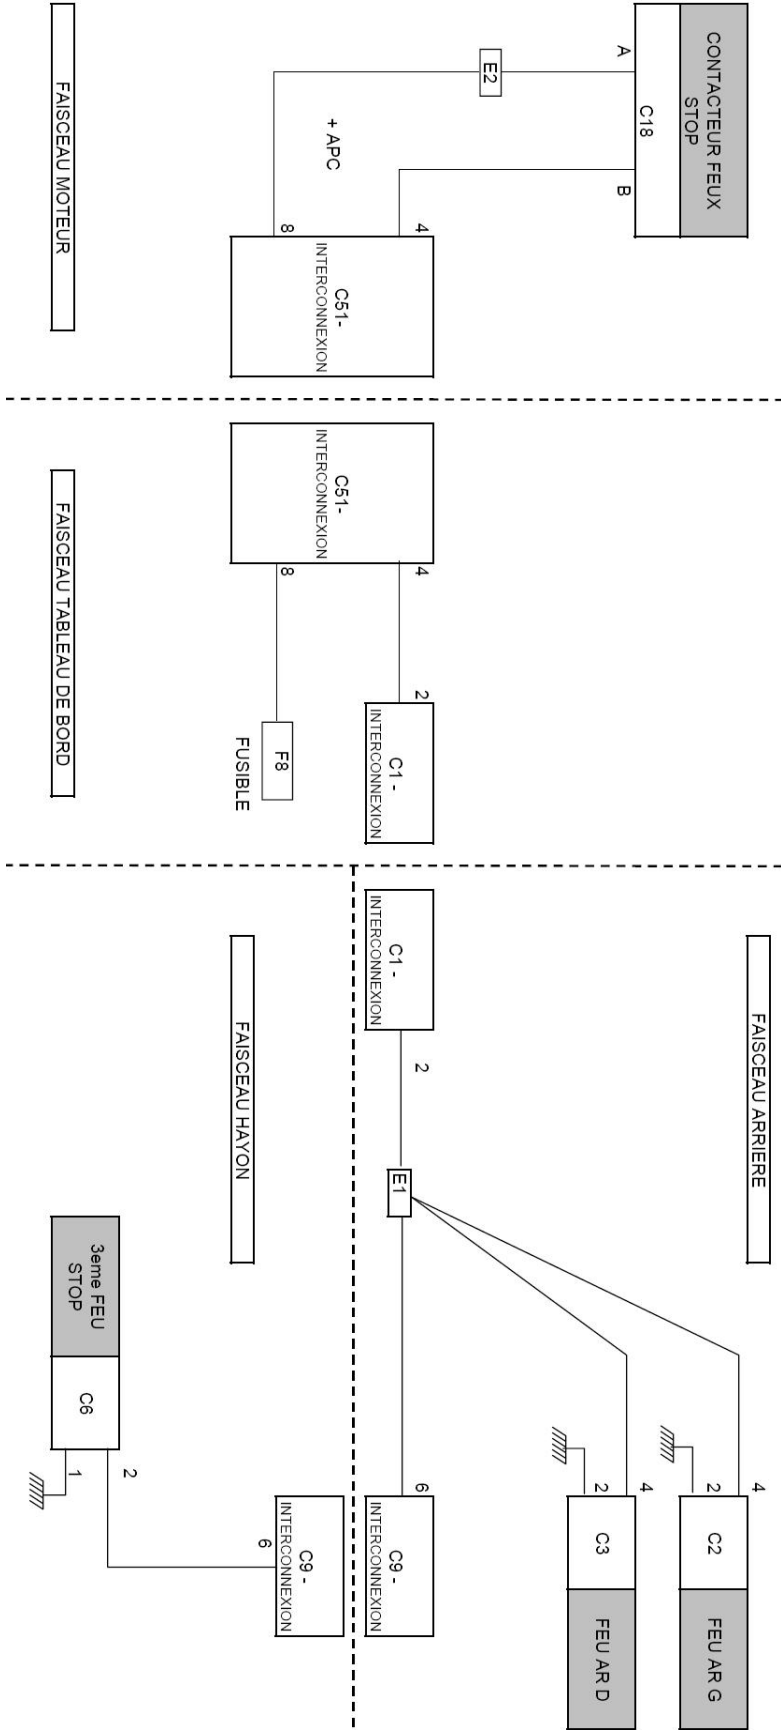 CONTACTEUR FEUX
STOP
C18
A
B
E2
+ APC
4
C51-
INTERCONNEXION
8
FAISCEAU MOTEUR
C51-
INTERCONNEXION
4
8
2
C1 -
INTERCONNEXION
F8
FUSIBLE
FAISCEAU TABLEAU DE BORD
FAISCEAU ARRIERE
4
C2
FEU AR G
2
4
C3
FEU AR D
2
C1 -
INTERCONNEXION
2
E1
6
C9 -
INTERCONNEXION
C9 -
INTERCONNEXION
6
FAISCEAU HAYON
3eme FEU
STOP
C6
2
1